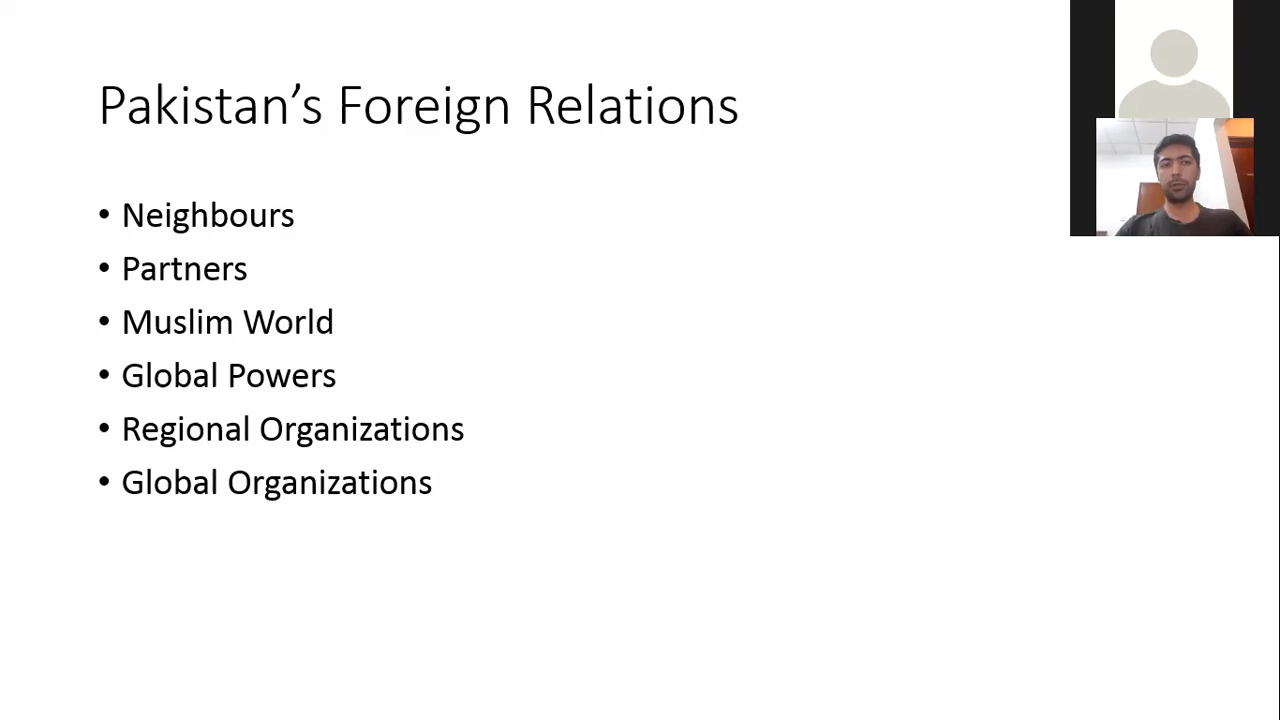 Pakistan’s Foreign Relations
• Neighbours
• Partners
• Muslim World
• Global Powers
• Regional Organizations
• Global Organizations